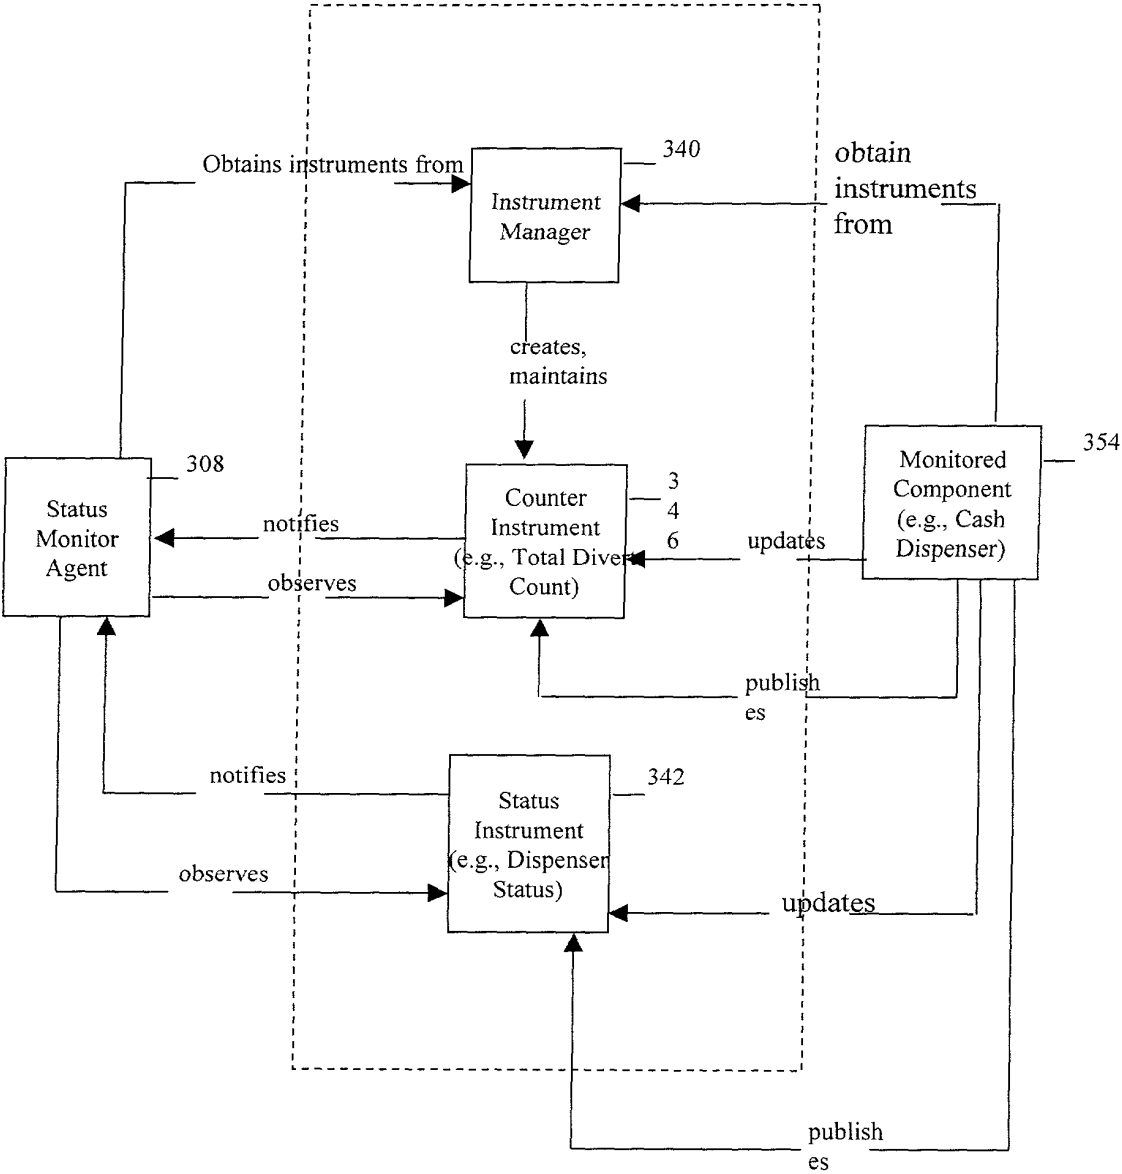 Obtains instruments from
340
obtain
instruments
from
Instrument
Manager
creates,
maintains
308
Status
Monitor
Agent
notifies
observes
Counter
Instrument
(e.g., Total Divert
Count)
3
4
6
updates
354
Monitored
Component
(e.g., Cash
Dispenser)
publish
es
notifies
observes
342
Status
Instrument
(e.g., Dispenser
Status)
updates
publish
es